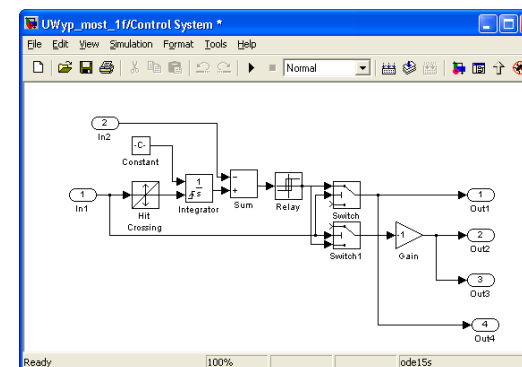 UWyp_most_1f/Control System *
File Edit View Simulation Format Tools Help
Normal
2
In2
-C-
Constant
1
In1
Hit
Crossing
1
s
Integrator
−
+
Sum
Relay
Switch
Switch1
-1
Gain
1
Out1
2
Out2
3
Out3
4
Out4
Ready 100% ode15s